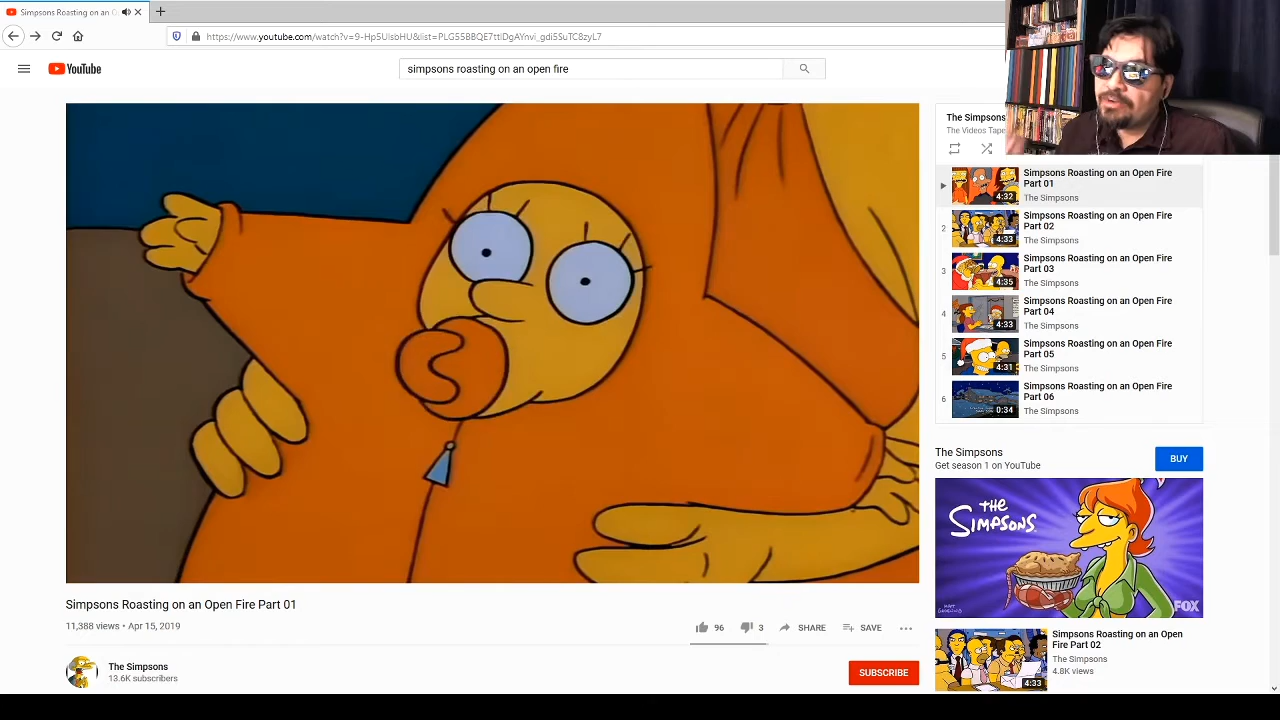 Simpsons Roasting on an O
https://www.youtube.com/watch?v=9-Hp5UIsbHU&list=PLG55BBQE7ttIDgAYnvi_gdi5SuTC8zyL7
YouTube
simpsons roasting on an open fire
The Simpsons
The Videos Tape
Simpsons Roasting on an Open Fire
Part 01
The Simpsons
4:32
2
Simpsons Roasting on an Open Fire
Part 02
The Simpsons
4:33
3
Simpsons Roasting on an Open Fire
Part 03
The Simpsons
4:35
4
Simpsons Roasting on an Open Fire
Part 04
The Simpsons
4:33
5
Simpsons Roasting on an Open Fire
Part 05
The Simpsons
4:31
6
Simpsons Roasting on an Open Fire
Part 06
The Simpsons
0:34
The Simpsons
Get season 1 on YouTube
BUY
THE
SIMPSONS
MATT
GROENING
FOX
Simpsons Roasting on an Open Fire Part 01
11,388 views • Apr 15, 2019
96
3
SHARE
SAVE
The Simpsons
13.6K subscribers
SUBSCRIBE
Simpsons Roasting on an Open Fire
Part 02
The Simpsons
4.8K views
4:33